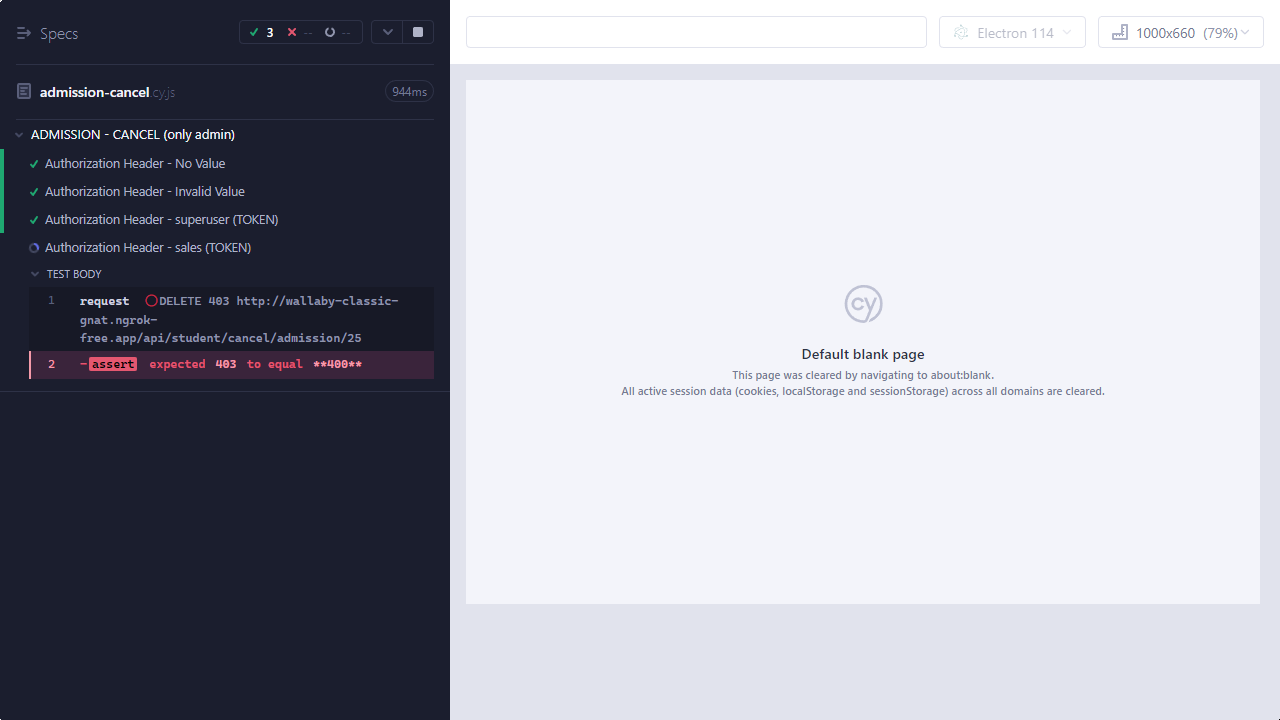 Specs
3
--
--
Electron 114
1000x660 (79%)
admission-cancel.cy.js
944ms
ADMISSION - CANCEL (only admin)
Authorization Header - No Value
Authorization Header - Invalid Value
Authorization Header - superuser (TOKEN)
Authorization Header - sales (TOKEN)
TEST BODY
1 request DELETE 403 http://wallaby-classic-
gnat.ngrok-
free.app/api/student/cancel/admission/25
2 -assert expected 403 to equal **400**
cy
Default blank page
This page was cleared by navigating to about:blank.
All active session data (cookies, localStorage and sessionStorage) across all domains are cleared.